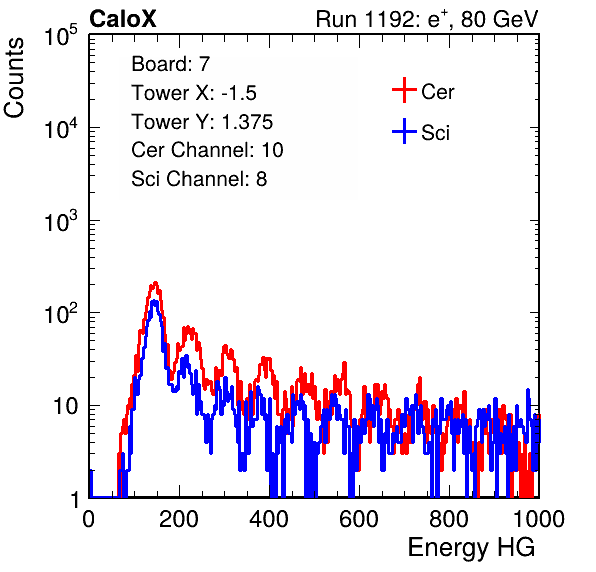 CaloX Run 1192: e⁺, 80 GeV
Counts
10⁵
10⁴
10³
10²
10
1
Board: 7
Tower X: -1.5
Tower Y: 1.375
Cer Channel: 10
Sci Channel: 8
Cer
Sci
0 200 400 600 800 1000
Energy HG